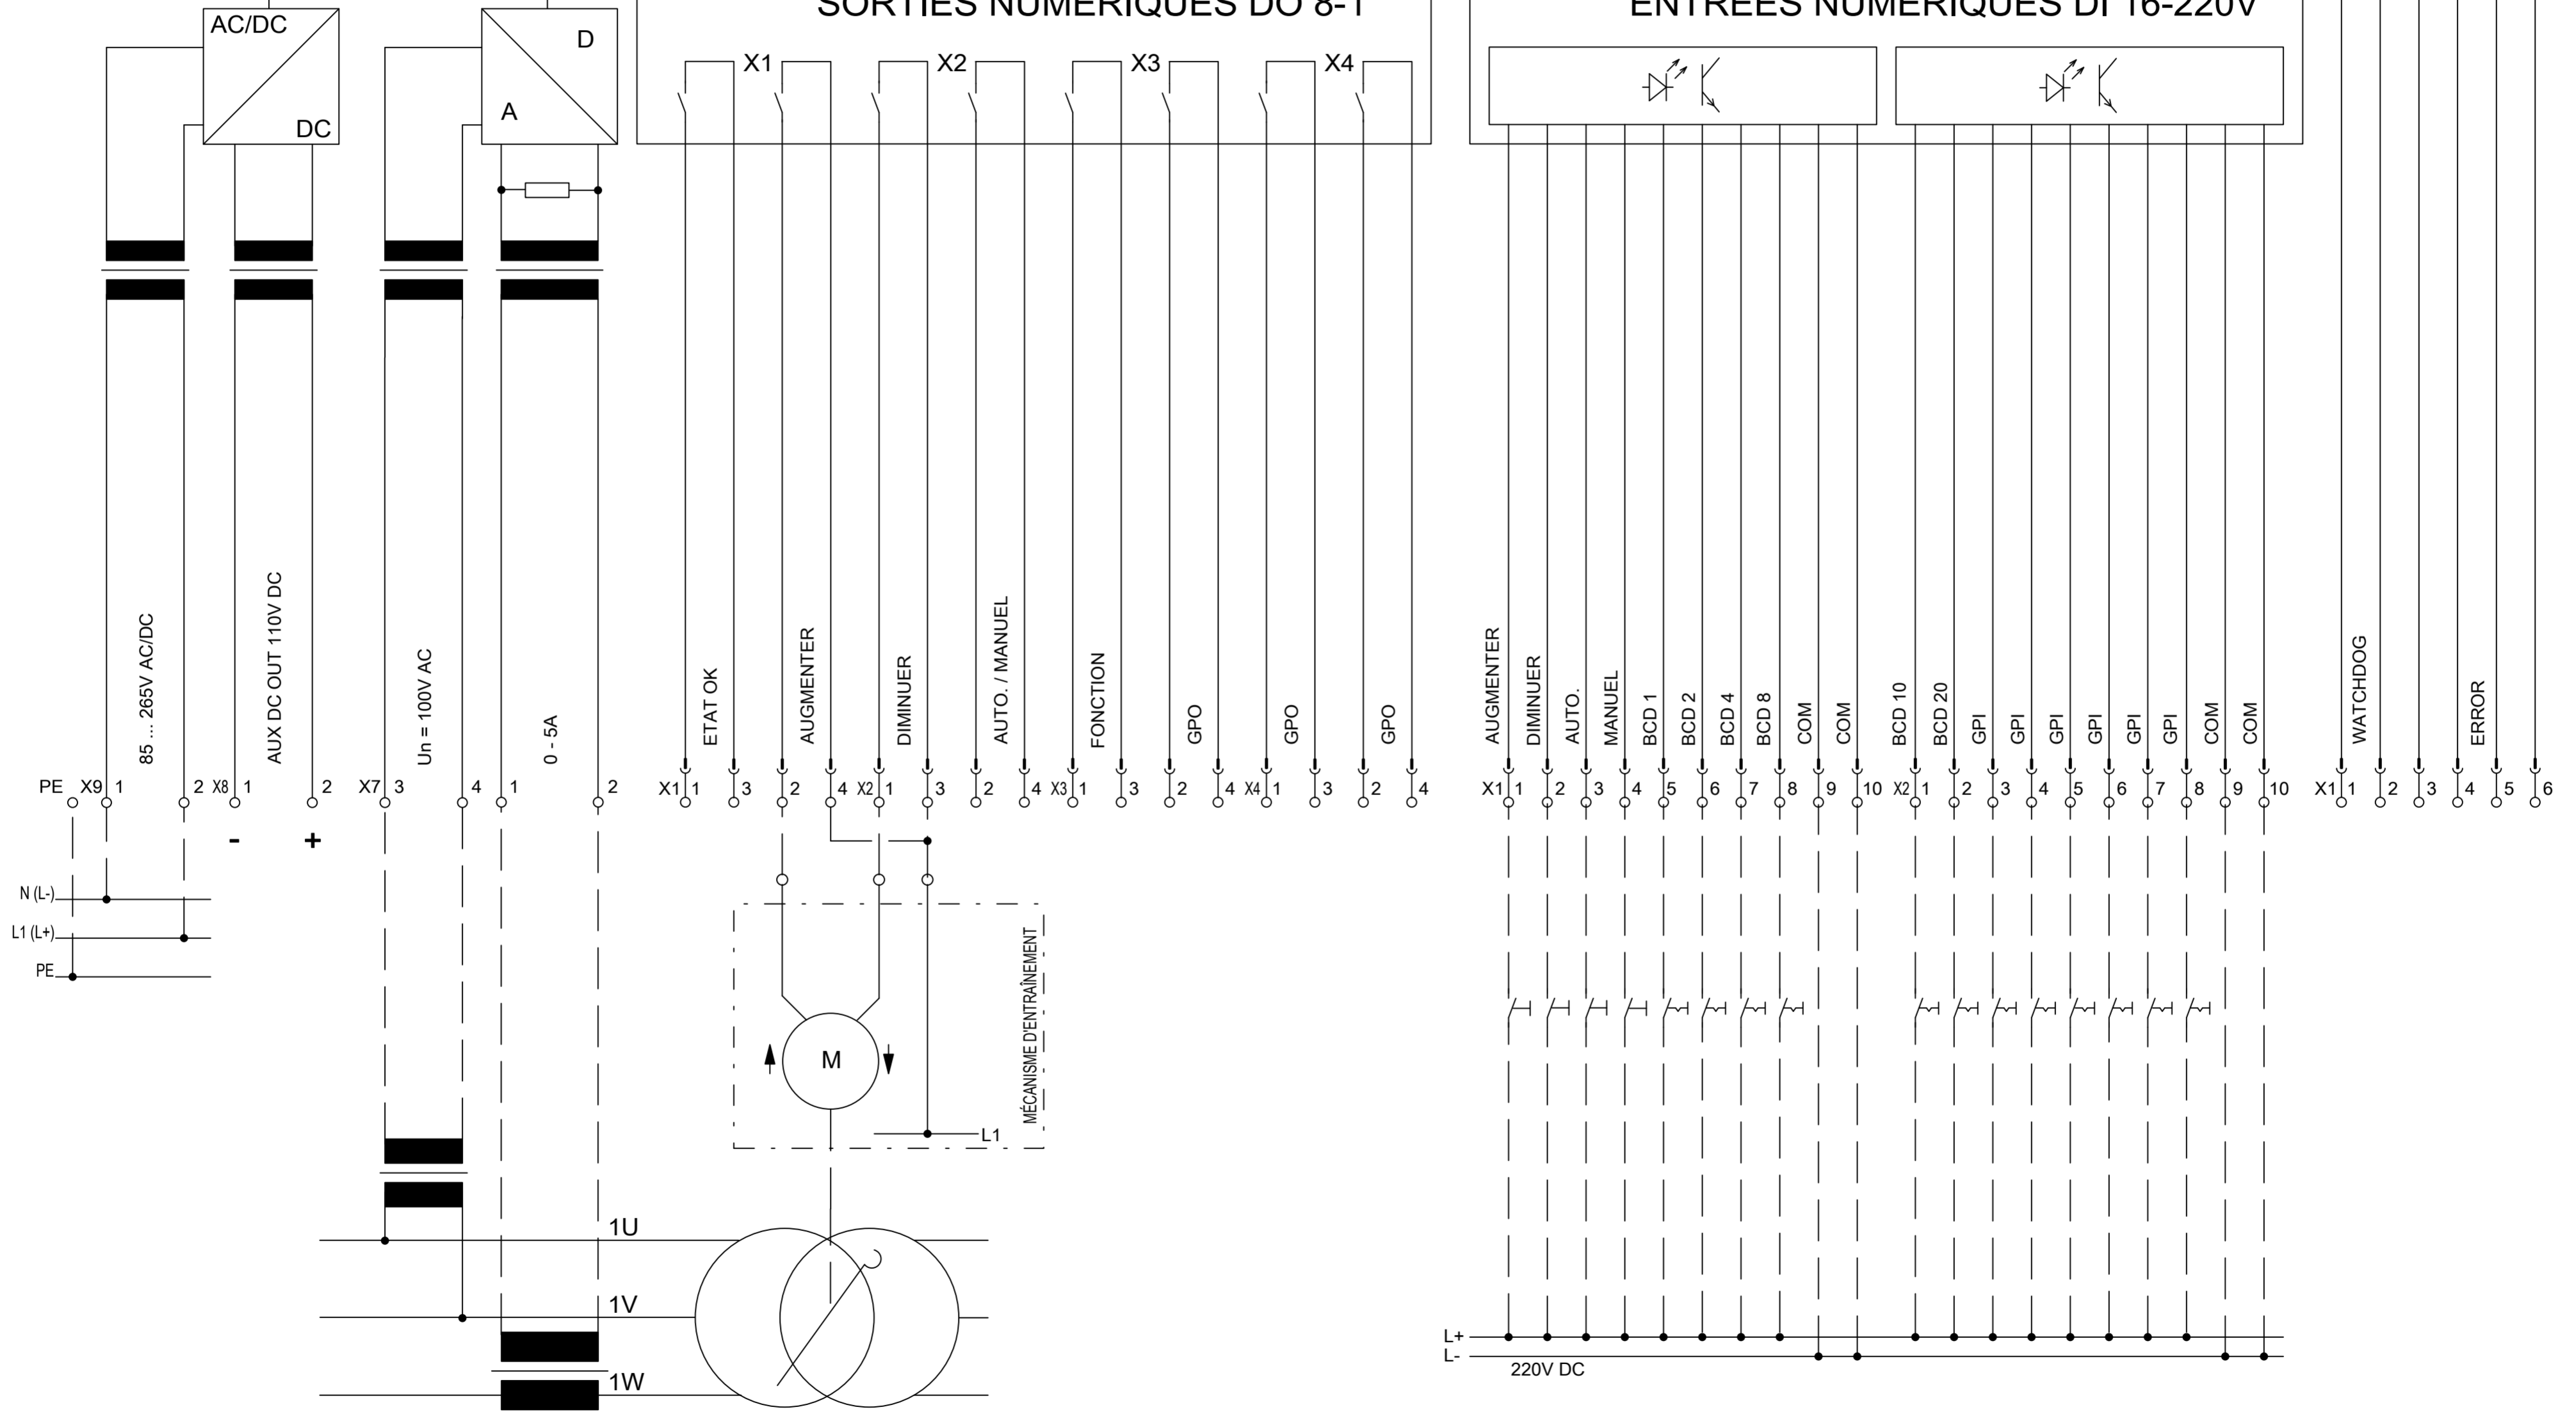 SORTIES NUMERIQUES DO 8-1
ENTREES NUMERIQUES DI 16-220V
AC/DC
DC
D
A
X1
X2
X3
X4
85 ... 265V AC/DC
AUX DC OUT 110V DC
Un = 100V AC
0 - 5A
ETAT OK
AUGMENTER
DIMINUER
AUTO. / MANUEL
FONCTION
GPO
GPO
GPO
AUGMENTER
DIMINUER
AUTO.
MANUEL
BCD 1
BCD 2
BCD 4
BCD 8
COM
COM
BCD 10
BCD 20
GPI
GPI
GPI
GPI
GPI
GPI
COM
COM
WATCHDOG
ERROR
PE X9 1 2 X8 1 2 X7 3 4 1 2
X1 1 3 2 4 X2 1 3 2 4 X3 1 3 2 4 X4 1 3 2 4
X1 1 2 3 4 5 6 7 8 9 10 X2 1 2 3 4 5 6 7 8 9 10
X1 1 2 3 4 5 6
- +
N (L-)
L1 (L+)
PE
MÉCANISME D'ENTRAÎNEMENT
M
L1
1U
1V
1W
L+
L-
220V DC